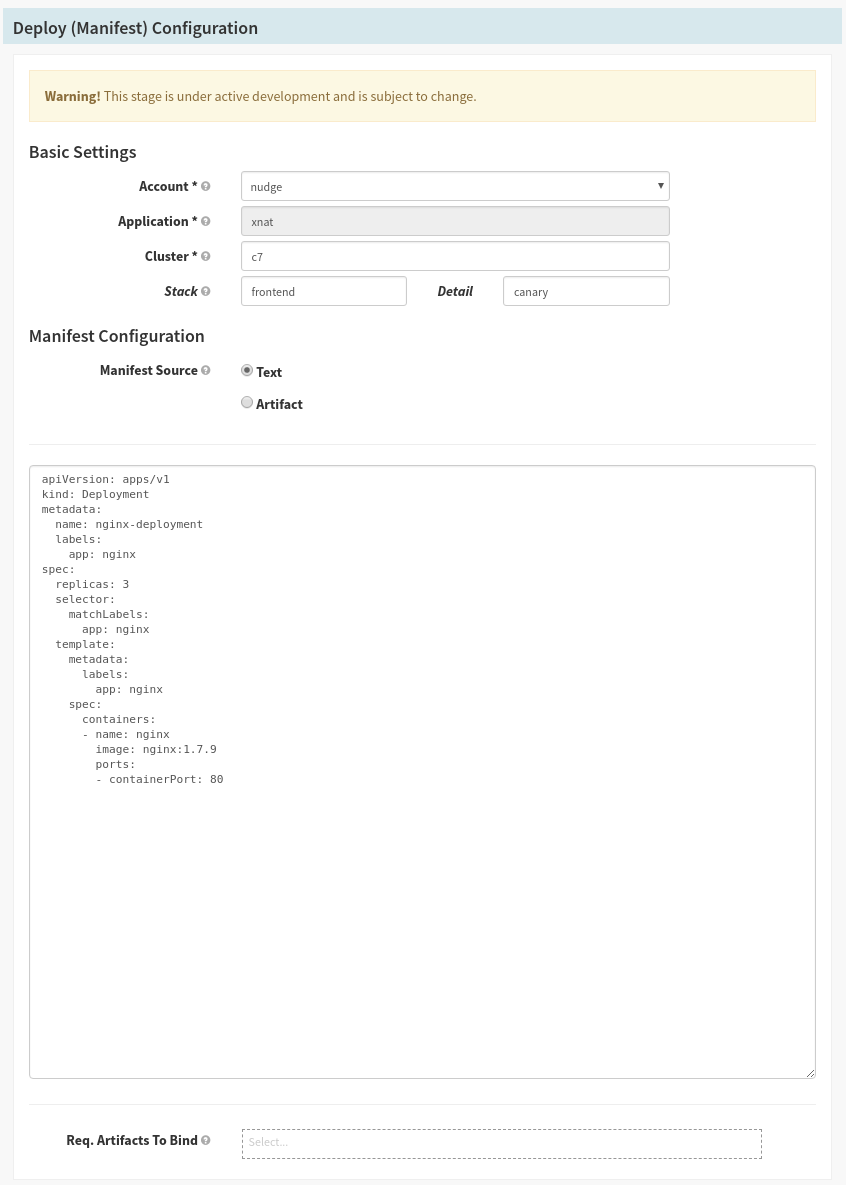 Deploy (Manifest) Configuration
Warning! This stage is under active development and is subject to change.
Basic Settings
Account * nudge
Application * xnat
Cluster * c7
Stack frontend Detail canary
Manifest Configuration
Manifest Source Text
Artifact
apiVersion: apps/v1
kind: Deployment
metadata:
  name: nginx-deployment
  labels:
    app: nginx
spec:
  replicas: 3
  selector:
    matchLabels:
      app: nginx
  template:
    metadata:
      labels:
        app: nginx
    spec:
      containers:
      - name: nginx
        image: nginx:1.7.9
        ports:
        - containerPort: 80
Req. Artifacts To Bind Select...